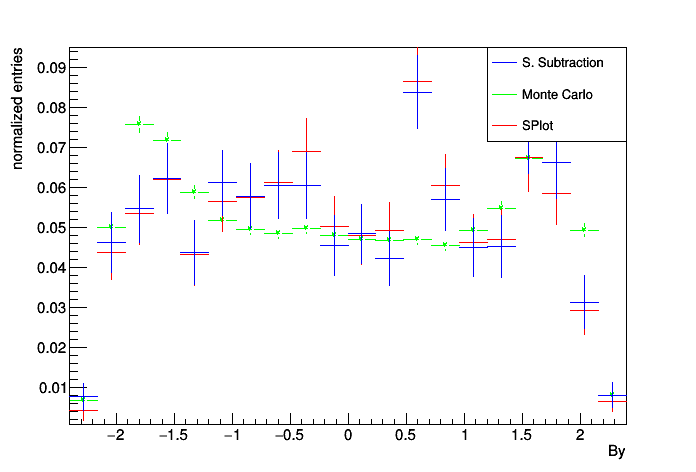 normalized entries
0.09
0.08
0.07
0.06
0.05
0.04
0.03
0.02
0.01
S. Subtraction
Monte Carlo
SPlot
−2 −1.5 −1 −0.5 0 0.5 1 1.5 2
By